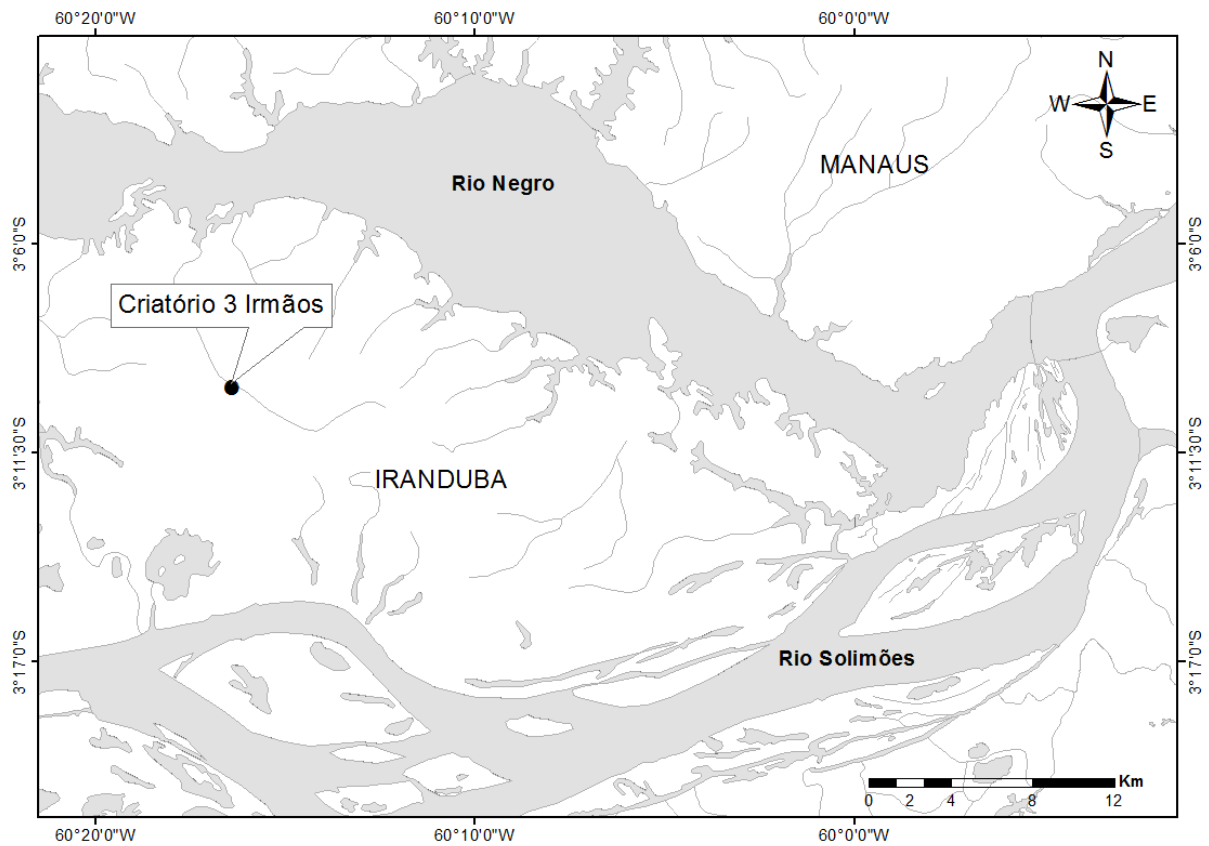 60°20'0"W 60°10'0"W 60°0'0"W
N
W E
S
MANAUS
Rio Negro
3°6'0"S 3°6'0"S
Criatório 3 Irmãos
3°11'30"S 3°11'30"S
IRANDUBA
3°17'0"S 3°17'0"S
Rio Solimões
Km
0 2 4 8 12
60°20'0"W 60°10'0"W 60°0'0"W